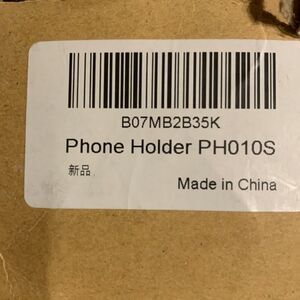 B07MB2B35K
Phone Holder PH010S
新品
Made in China